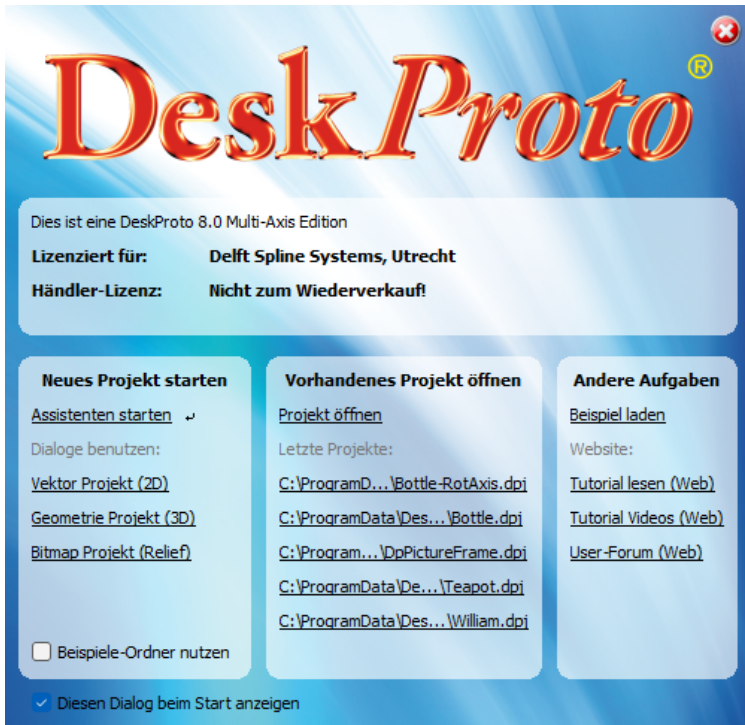 DeskProto®
Dies ist eine DeskProto 8.0 Multi-Axis Edition
Lizenziert für: Delft Spline Systems, Utrecht
Händler-Lizenz: Nicht zum Wiederverkauf!
Neues Projekt starten
Assistenten starten ↵
Dialoge benutzen:
Vektor Projekt (2D)
Geometrie Projekt (3D)
Bitmap Projekt (Relief)
Beispiele-Ordner nutzen
Vorhandenes Projekt öffnen
Projekt öffnen
Letzte Projekte:
C:\ProgramD...\Bottle-RotAxis.dpj
C:\ProgramData\Des...\Bottle.dpj
C:\Program...\DpPictureFrame.dpj
C:\ProgramData\De...\Teapot.dpj
C:\ProgramData\Des...\William.dpj
Andere Aufgaben
Beispiel laden
Website:
Tutorial lesen (Web)
Tutorial Videos (Web)
User-Forum (Web)
Diesen Dialog beim Start anzeigen